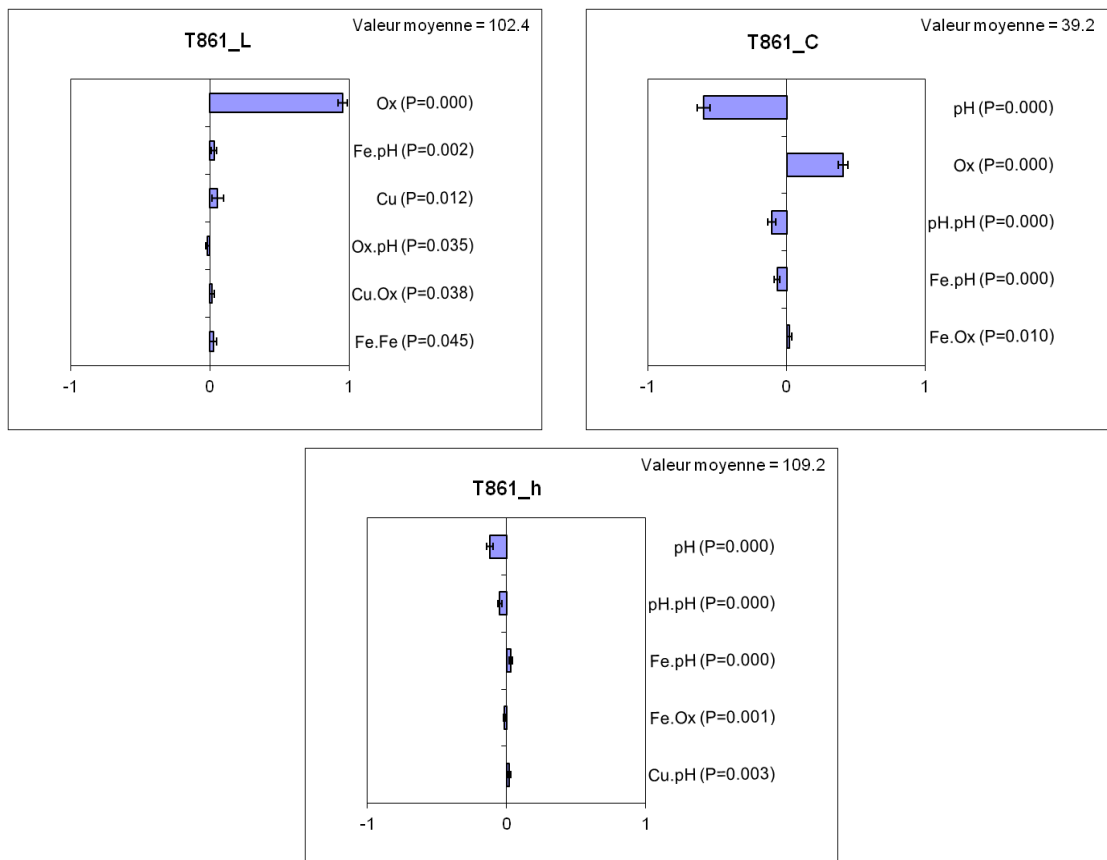 Valeur moyenne = 102.4
T861_L
Ox (P=0.000)
Fe.pH (P=0.002)
Cu (P=0.012)
Ox.pH (P=0.035)
Cu.Ox (P=0.038)
Fe.Fe (P=0.045)
-1 0 1
Valeur moyenne = 39.2
T861_C
pH (P=0.000)
Ox (P=0.000)
pH.pH (P=0.000)
Fe.pH (P=0.000)
Fe.Ox (P=0.010)
-1 0 1
Valeur moyenne = 109.2
T861_h
pH (P=0.000)
pH.pH (P=0.000)
Fe.pH (P=0.000)
Fe.Ox (P=0.001)
Cu.pH (P=0.003)
-1 0 1